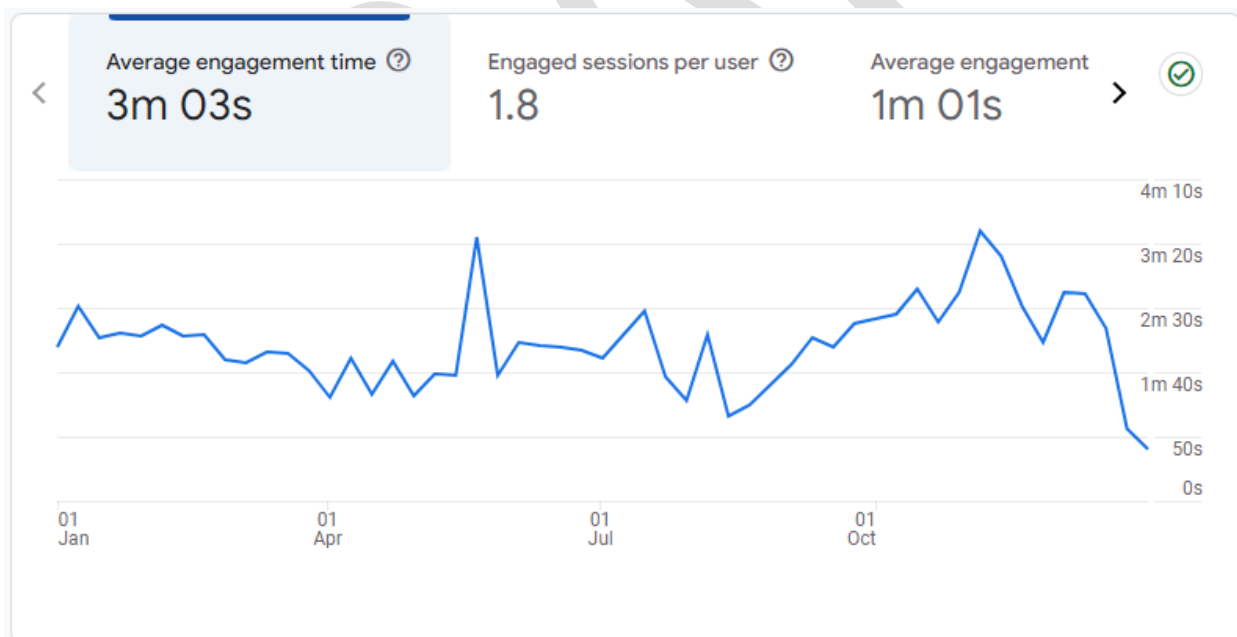 Average engagement time
3m 03s
Engaged sessions per user
1.8
Average engagement
1m 01s
4m 10s
3m 20s
2m 30s
1m 40s
50s
0s
01
Jan
01
Apr
01
Jul
01
Oct